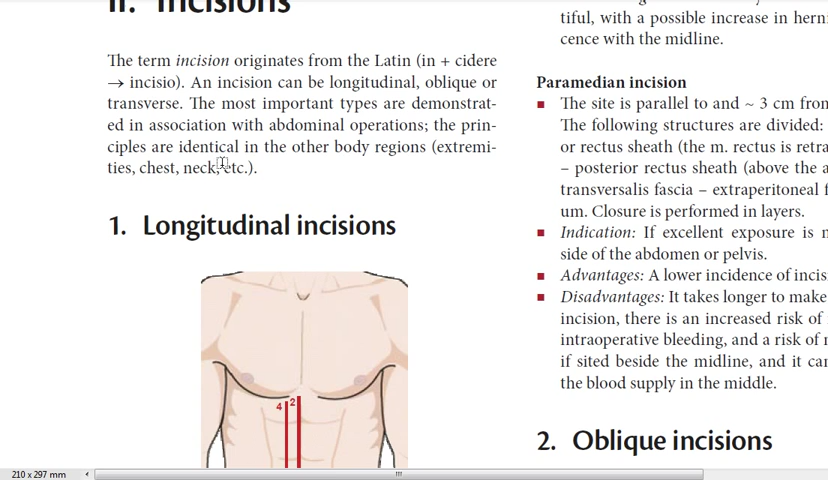 II. Incisions
The term incision originates from the Latin (in + cidere
→ incisio). An incision can be longitudinal, oblique or
transverse. The most important types are demonstrat-
ed in association with abdominal operations; the prin-
ciples are identical in the other body regions (extremi-
ties, chest, neck, etc.).
1. Longitudinal incisions
4 2
tiful, with a possible increase in herni
cence with the midline.
Paramedian incision
■ The site is parallel to and ~ 3 cm from
The following structures are divided:
or rectus sheath (the m. rectus is retra
– posterior rectus sheath (above the a
transversalis fascia – extraperitoneal f
um. Closure is performed in layers.
■ Indication: If excellent exposure is n
side of the abdomen or pelvis.
■ Advantages: A lower incidence of incis
■ Disadvantages: It takes longer to make
incision, there is an increased risk of
intraoperative bleeding, and a risk of n
if sited beside the midline, and it can
the blood supply in the middle.
2. Oblique incisions
210 x 297 mm